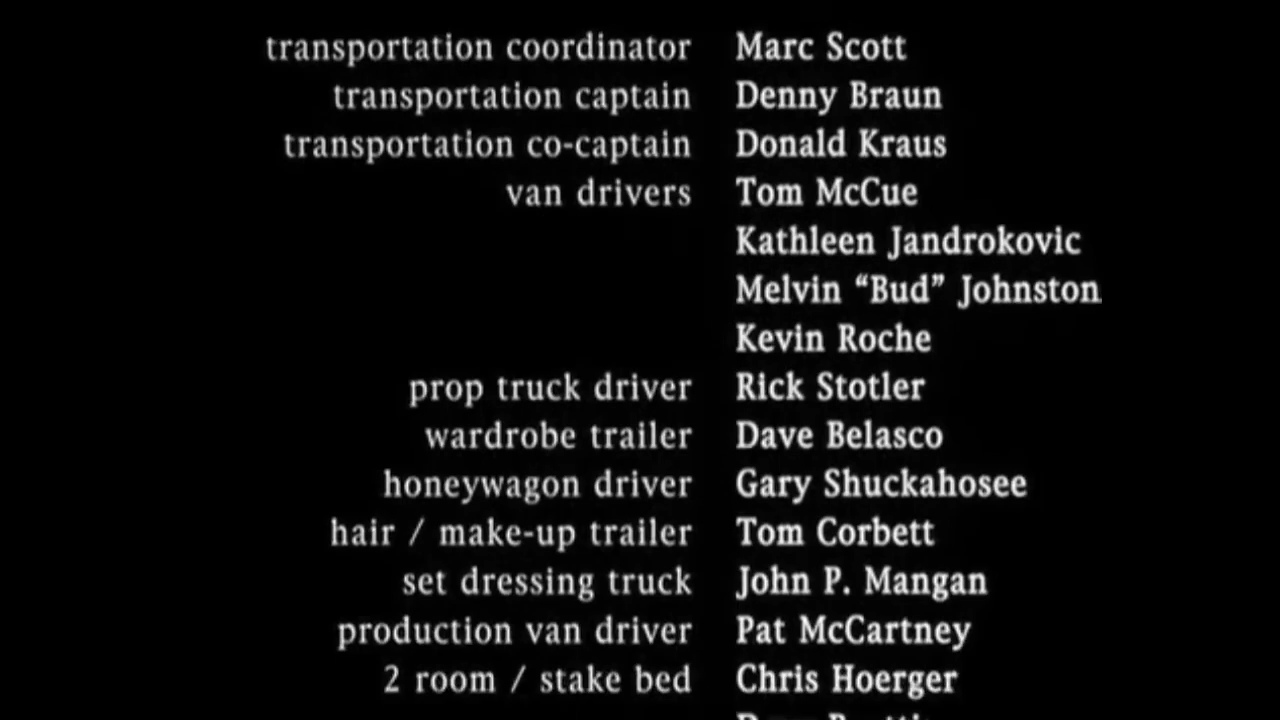 transportation coordinator Marc Scott
transportation captain Denny Braun
transportation co-captain Donald Kraus
van drivers Tom McCue
Kathleen Jandrokovic
Melvin “Bud” Johnston
Kevin Roche
prop truck driver Rick Stotler
wardrobe trailer Dave Belasco
honeywagon driver Gary Shuckahosee
hair / make-up trailer Tom Corbett
set dressing truck John P. Mangan
production van driver Pat McCartney
2 room / stake bed Chris Hoerger